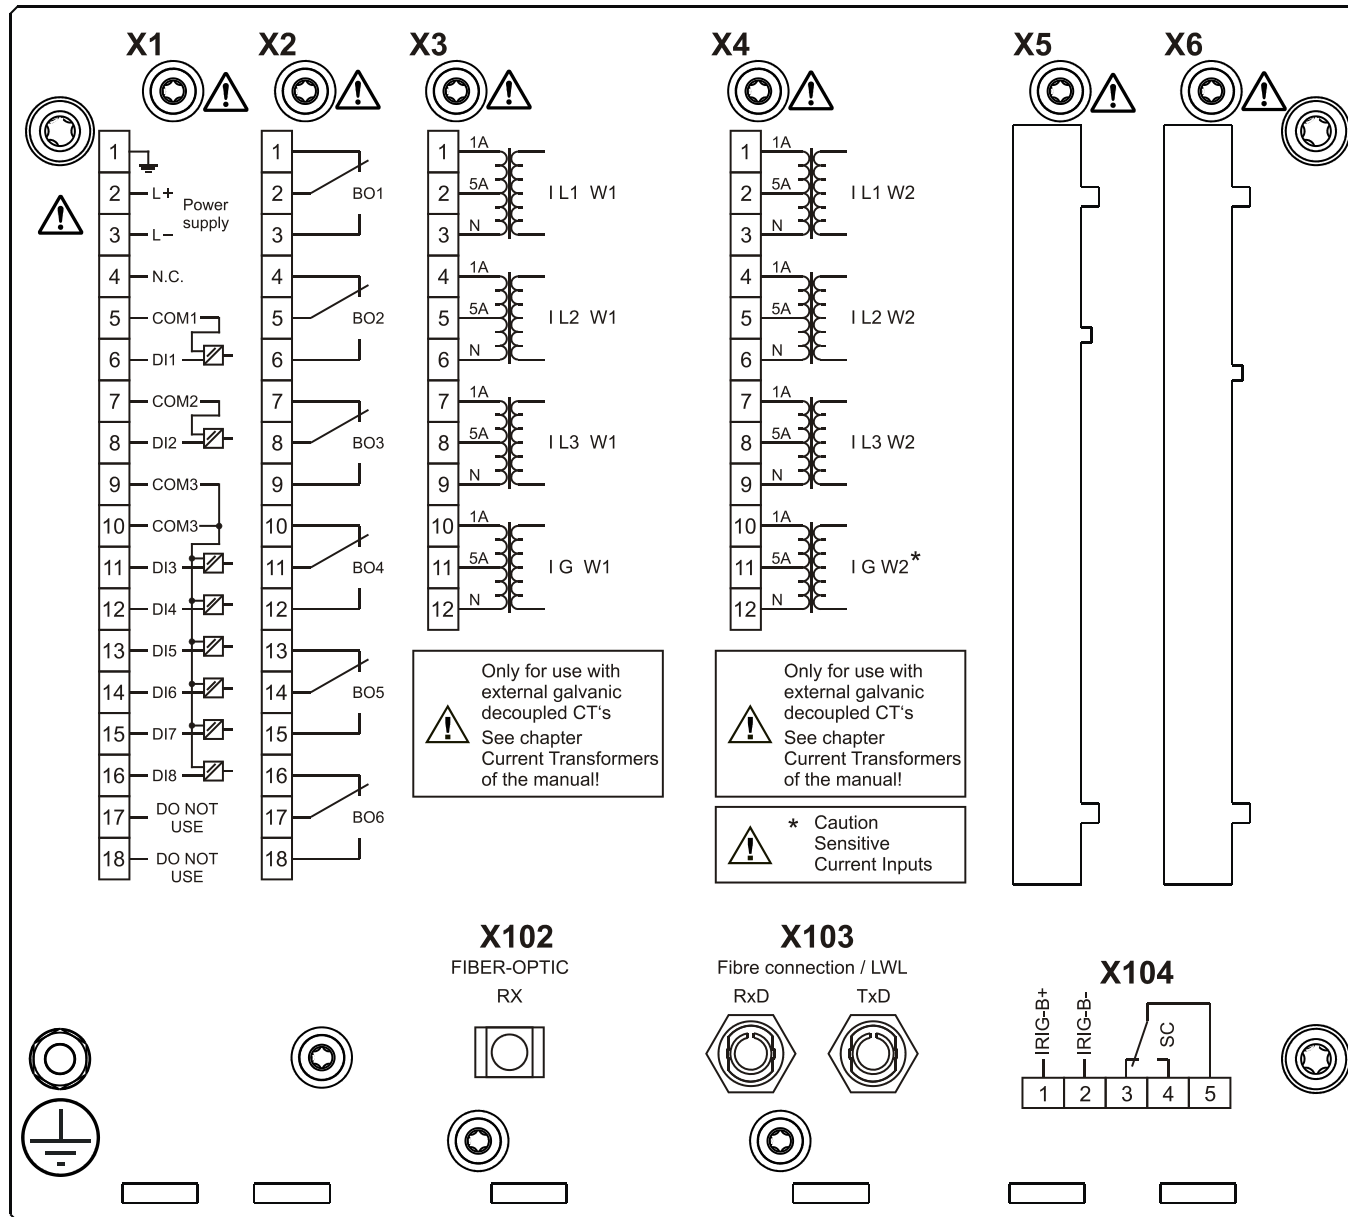 X1
X2
X3
X4
X5
X6
1
2 L+
Power
supply
3 L−
4 N.C.
5 COM1
6 DI1
7 COM2
8 DI2
9 COM3
10 COM3
11 DI3
12 DI4
13 DI5
14 DI6
15 DI7
16 DI8
17 DO NOT
USE
18 DO NOT
USE
1
2 BO1
3
4
5 BO2
6
7
8 BO3
9
10
11 BO4
12
13
14 BO5
15
16
17 BO6
18
1 1A
2 5A I L1 W1
3 N
4 1A
5 5A I L2 W1
6 N
7 1A
8 5A I L3 W1
9 N
10 1A
11 5A I G W1
12 N
Only for use with
external galvanic
decoupled CT‘s
See chapter
Current Transformers
of the manual!
1 1A
2 5A I L1 W2
3 N
4 1A
5 5A I L2 W2
6 N
7 1A
8 5A I L3 W2
9 N
10 1A
11 5A I G W2*
12 N
Only for use with
external galvanic
decoupled CT‘s
See chapter
Current Transformers
of the manual!
* Caution
Sensitive
Current Inputs
X102
FIBER-OPTIC
RX
X103
Fibre connection / LWL
RxD TxD
X104
IRIG-B+
IRIG-B-
SC
1 2 3 4 5